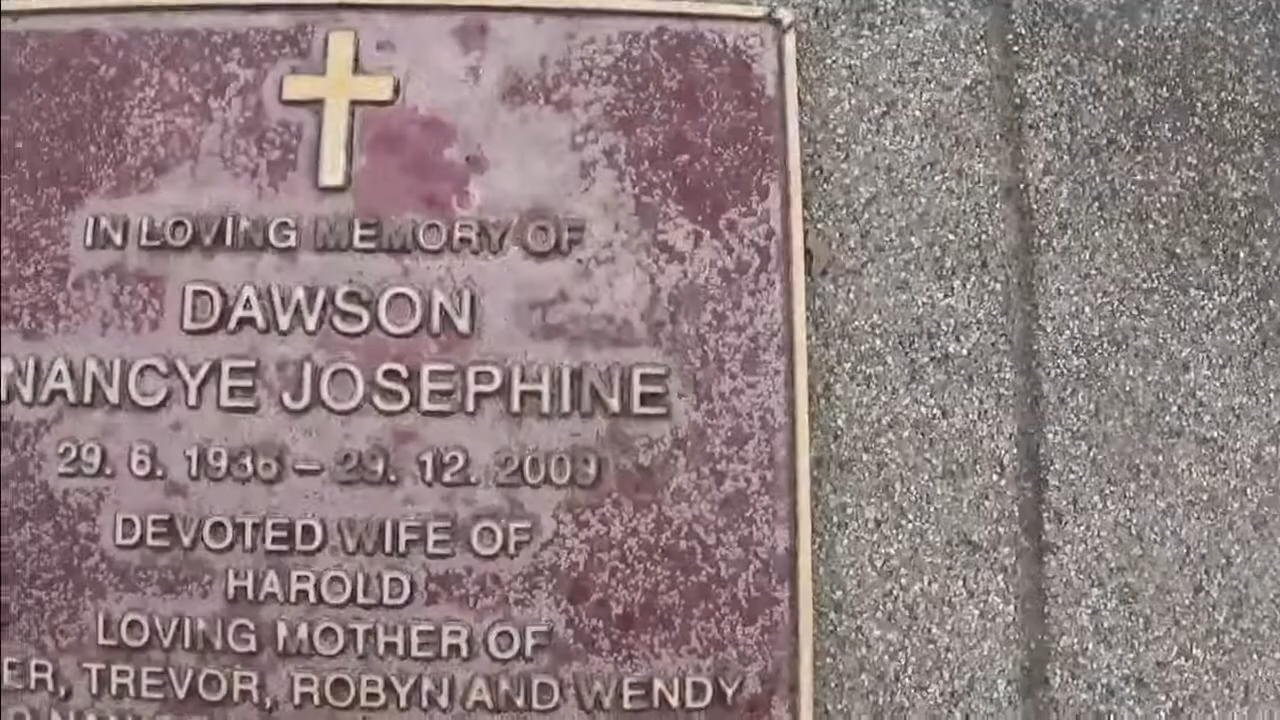 IN LOVING MEMORY OF
DAWSON
NANCYE JOSEPHINE
29. 6. 1936 – 29. 12. 2009
DEVOTED WIFE OF
HAROLD
LOVING MOTHER OF
ER, TREVOR, ROBYN AND WENDY